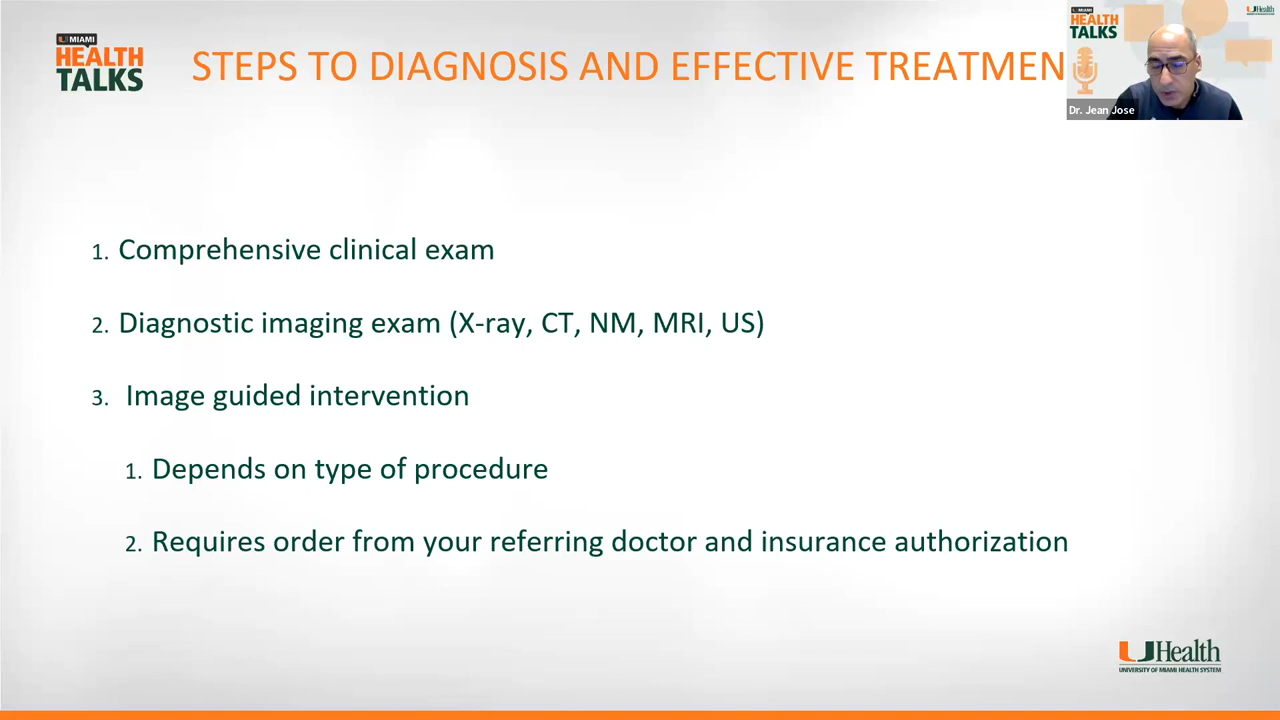 U MIAMI
HEALTH
TALKS
STEPS TO DIAGNOSIS AND EFFECTIVE TREATMEN
HEALTH
TALKS
UHealth
Dr. Jean Jose
1. Comprehensive clinical exam
2. Diagnostic imaging exam (X-ray, CT, NM, MRI, US)
3. Image guided intervention
1. Depends on type of procedure
2. Requires order from your referring doctor and insurance authorization
UHealth
UNIVERSITY OF MIAMI HEALTH SYSTEM